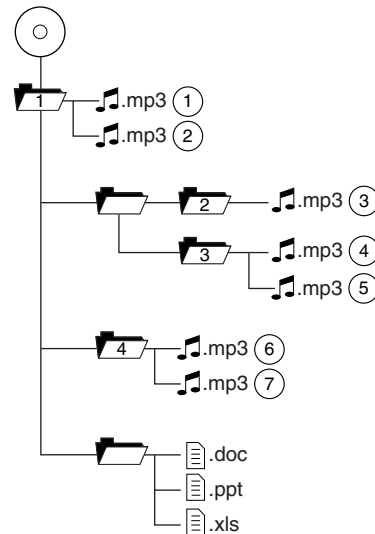 1 .mp3 1
.mp3 2
2 .mp3 3
3 .mp3 4
.mp3 5
4 .mp3 6
.mp3 7
.doc
.ppt
.xls